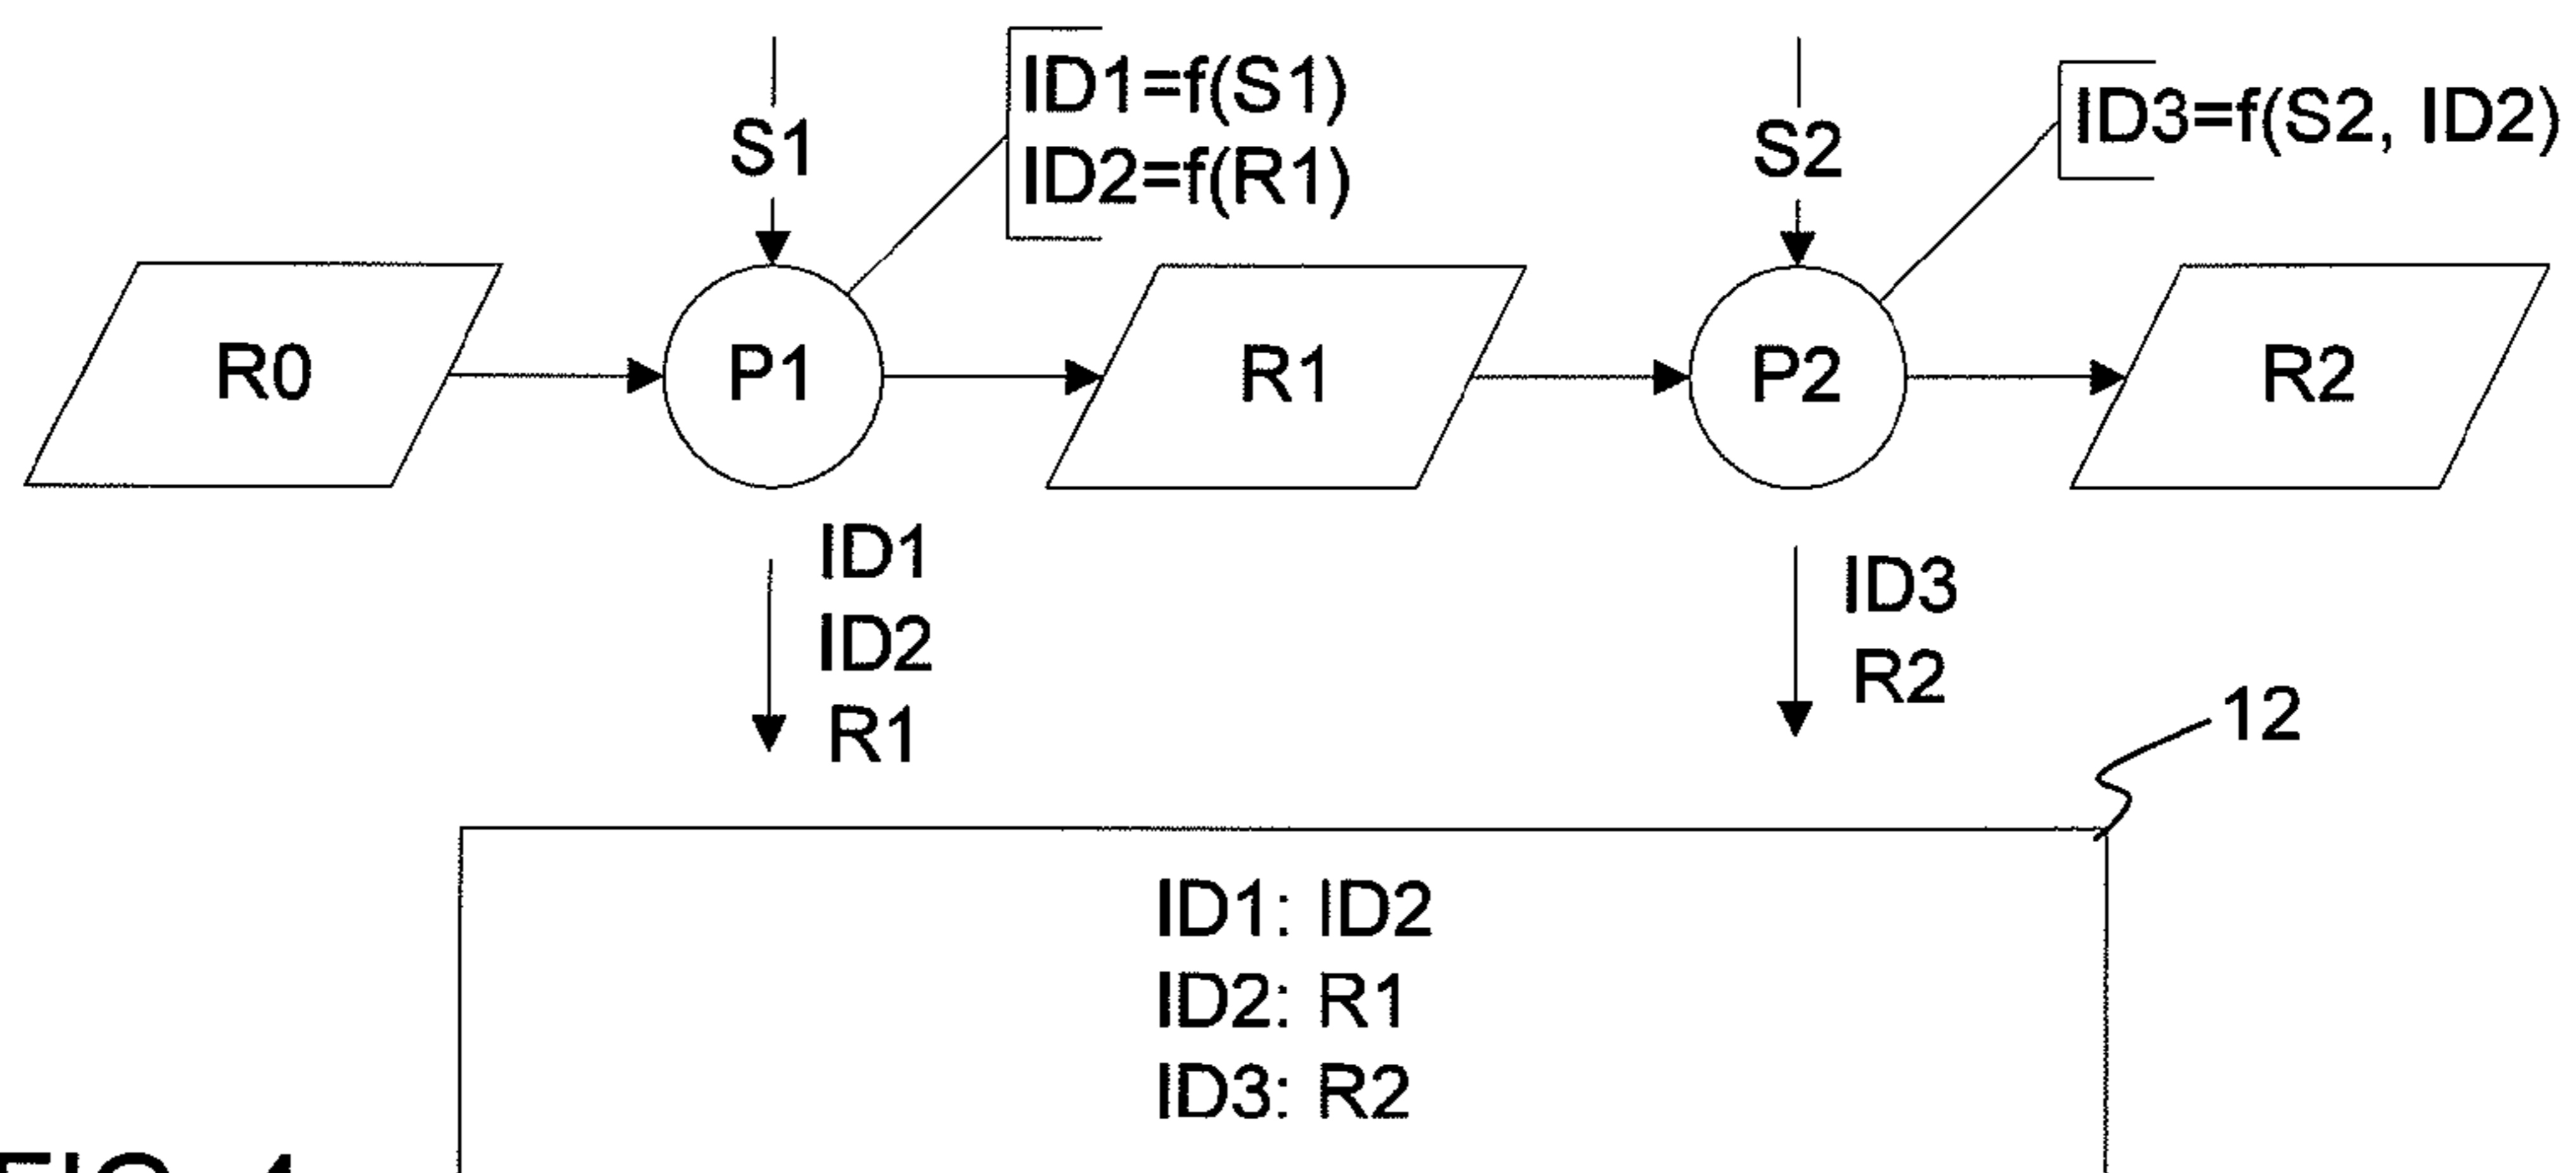 S1
ID1=f(S1)
ID2=f(R1)
S2
ID3=f(S2, ID2)
R0
P1
R1
P2
R2
ID1
ID2
R1
ID3
R2
12
ID1: ID2
ID2: R1
ID3: R2